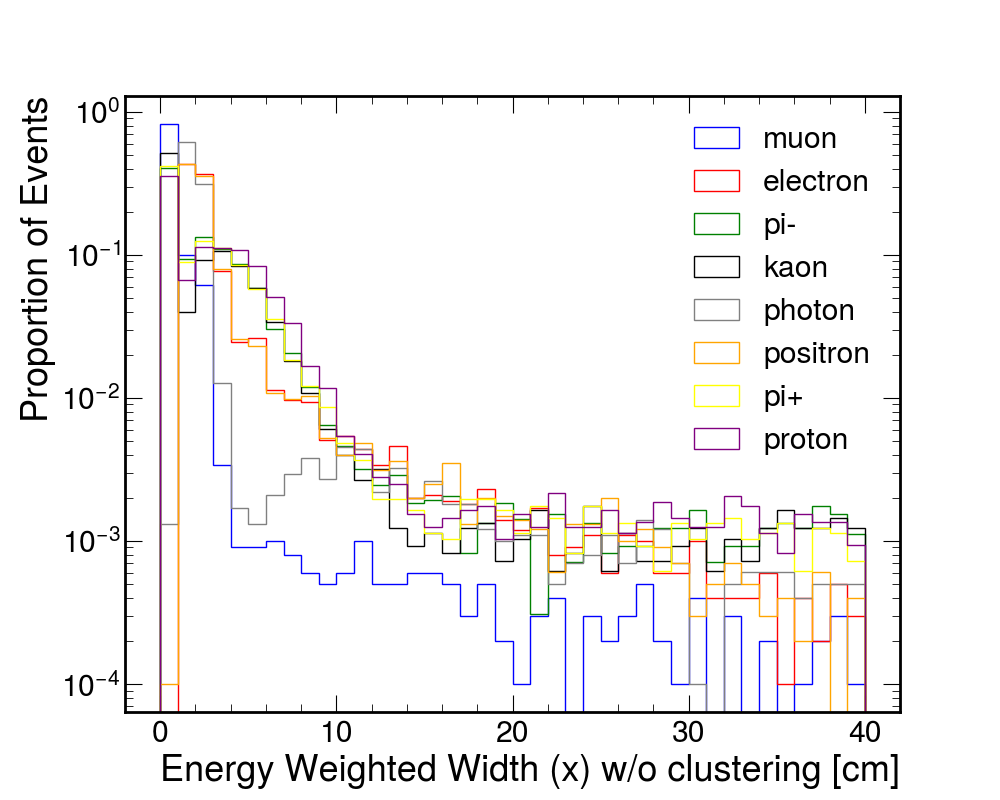 Proportion of Events
10⁰
10⁻¹
10⁻²
10⁻³
10⁻⁴
muon
electron
pi-
kaon
photon
positron
pi+
proton
0 10 20 30 40
Energy Weighted Width (x) w/o clustering [cm]